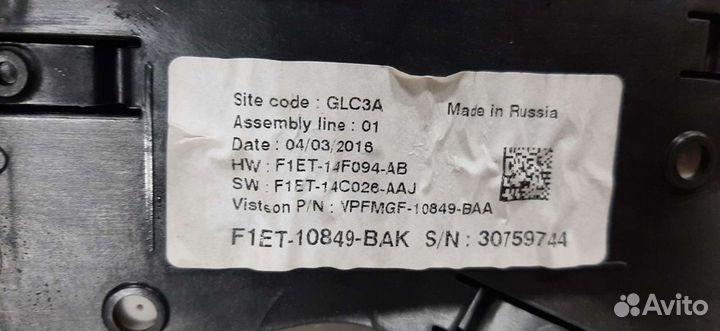 Site code : GLC3A
Made in Russia
Assembly line : 01
Date : 04/03/2016
HW : F1ET-14F094-AB
SW : F1ET-14C026-AAJ
Visteon P/N : VPFMGF-10849-BAA
F1ET-10849-BAK S/N : 30759744
Avito